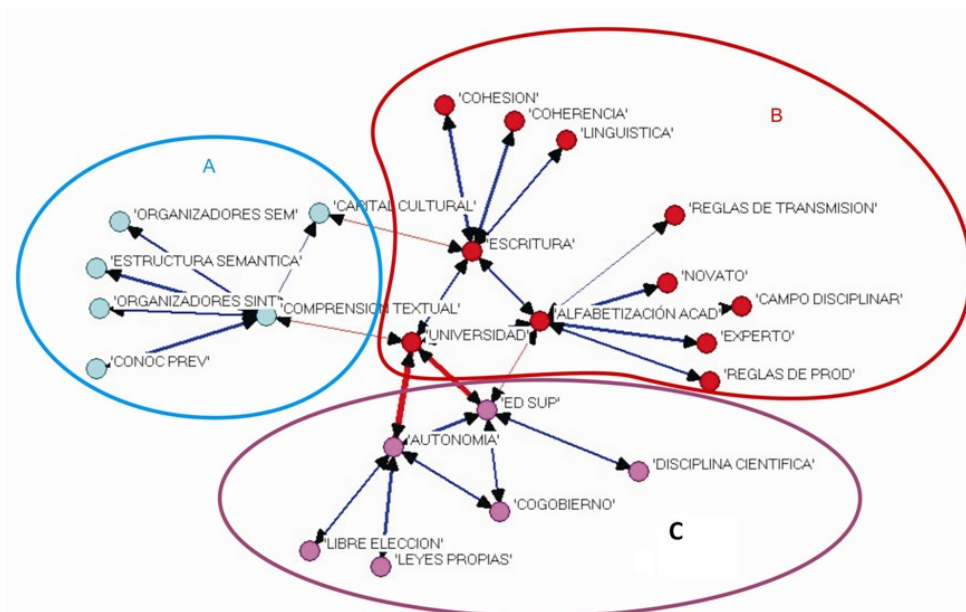 A
B
'COHESION'
'COHERENCIA'
'LINGUISTICA'
'CAPITAL CULTURAL'
'REGLAS DE TRANSMISION'
'ORGANIZADORES SEM'
'ESCRITURA'
'ESTRUCTURA SEMANTICA'
'NOVATO'
'ORGANIZADORES SINT'
'COMPRENSION TEXTUAL'
'CAMPO DISCIPLINAR'
'ALFABETIZACIÓN ACAD'
'UNIVERSIDAD'
'EXPERTO'
'CONOC PREV'
'REGLAS DE PROD'
'ED SUP'
'AUTONOMIA'
'DISCIPLINA CIENTIFICA'
'COGOBIERNO'
C
'LIBRE ELECCION'
'LEYES PROPIAS'